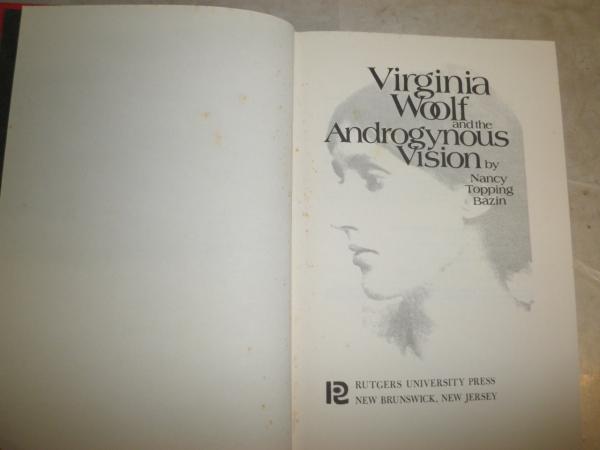 Virginia
Woolf
and the
Androgynous
Vision by
Nancy
Topping
Bazin
RUTGERS UNIVERSITY PRESS
NEW BRUNSWICK, NEW JERSEY